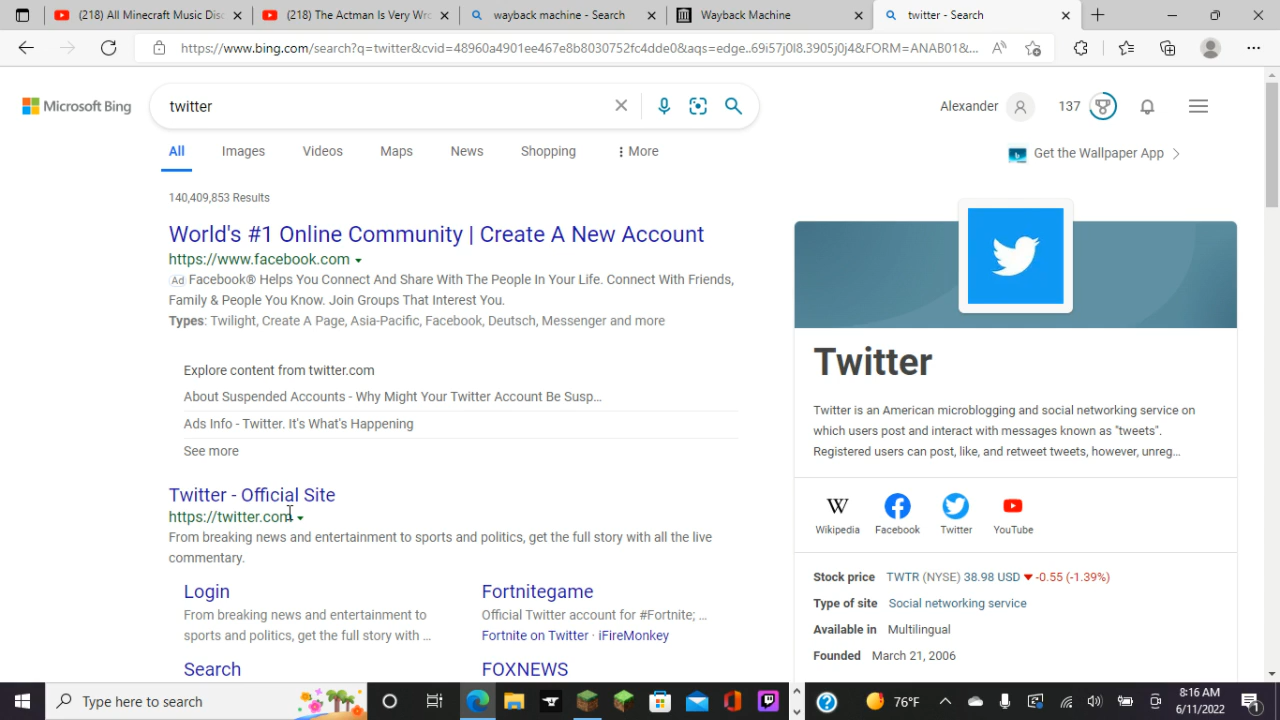 (218) All Minecraft Music Disc
(218) The Actman Is Very Wro
wayback machine - Search
Wayback Machine
twitter - Search
https://www.bing.com/search?q=twitter&cvid=48960a4901ee467e8b8030752fc4dde0&aqs=edge..69i57j0l8.3905j0j4&FORM=ANAB01&...
Microsoft Bing
twitter
Alexander
137
All
Images
Videos
Maps
News
Shopping
More
Get the Wallpaper App
140,409,853 Results
World's #1 Online Community | Create A New Account
https://www.facebook.com
Ad Facebook® Helps You Connect And Share With The People In Your Life. Connect With Friends,
Family & People You Know. Join Groups That Interest You.
Types: Twilight, Create A Page, Asia-Pacific, Facebook, Deutsch, Messenger and more
Explore content from twitter.com
About Suspended Accounts - Why Might Your Twitter Account Be Susp...
Ads Info - Twitter. It's What's Happening
See more
Twitter - Official Site
https://twitter.com
From breaking news and entertainment to sports and politics, get the full story with all the live
commentary.
Login
From breaking news and entertainment to
sports and politics, get the full story with ...
Search
Fortnitegame
Official Twitter account for #Fortnite; ...
Fortnite on Twitter · iFireMonkey
FOXNEWS
Twitter
Twitter is an American microblogging and social networking service on
which users post and interact with messages known as "tweets".
Registered users can post, like, and retweet tweets, however, unreg...
W
Wikipedia
Facebook
Twitter
YouTube
Stock price TWTR (NYSE) 38.98 USD ▼ -0.55 (-1.39%)
Type of site Social networking service
Available in Multilingual
Founded March 21, 2006
Type here to search
76°F
8:16 AM
6/11/2022
1